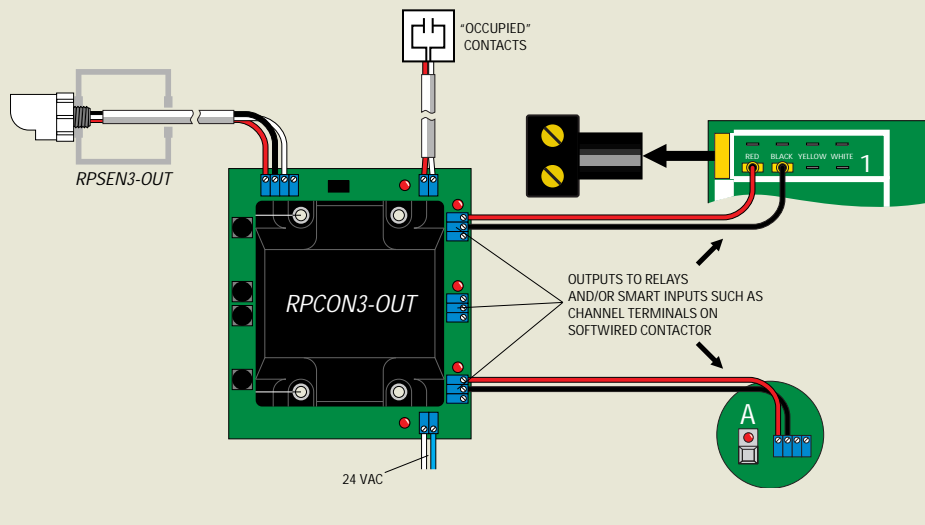 "OCCUPIED"
CONTACTS
RPSEN3-OUT
RED BLACK YELLOW WHITE 1
RPCON3-OUT
OUTPUTS TO RELAYS
AND/OR SMART INPUTS SUCH AS
CHANNEL TERMINALS ON
SOFTWIRED CONTACTOR
A
24 VAC